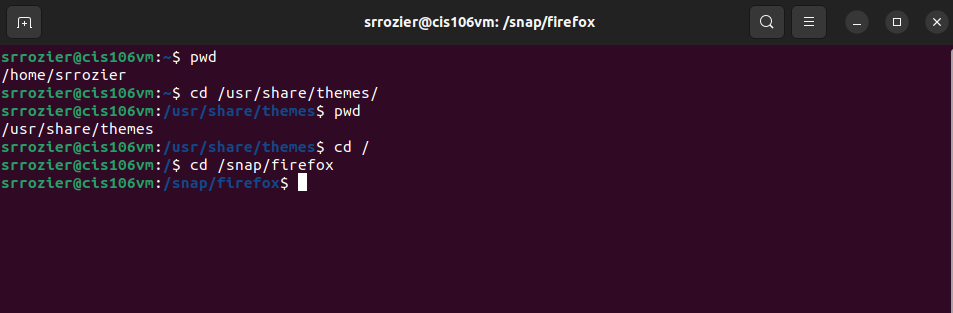 srrozier@cis106vm: /snap/firefox
srrozier@cis106vm:~$ pwd
/home/srrozier
srrozier@cis106vm:~$ cd /usr/share/themes/
srrozier@cis106vm:/usr/share/themes$ pwd
/usr/share/themes
srrozier@cis106vm:/usr/share/themes$ cd /
srrozier@cis106vm:/$ cd /snap/firefox
srrozier@cis106vm:/snap/firefox$